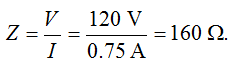 Z = V/I = 120 V/0.75 A = 160 Ω.